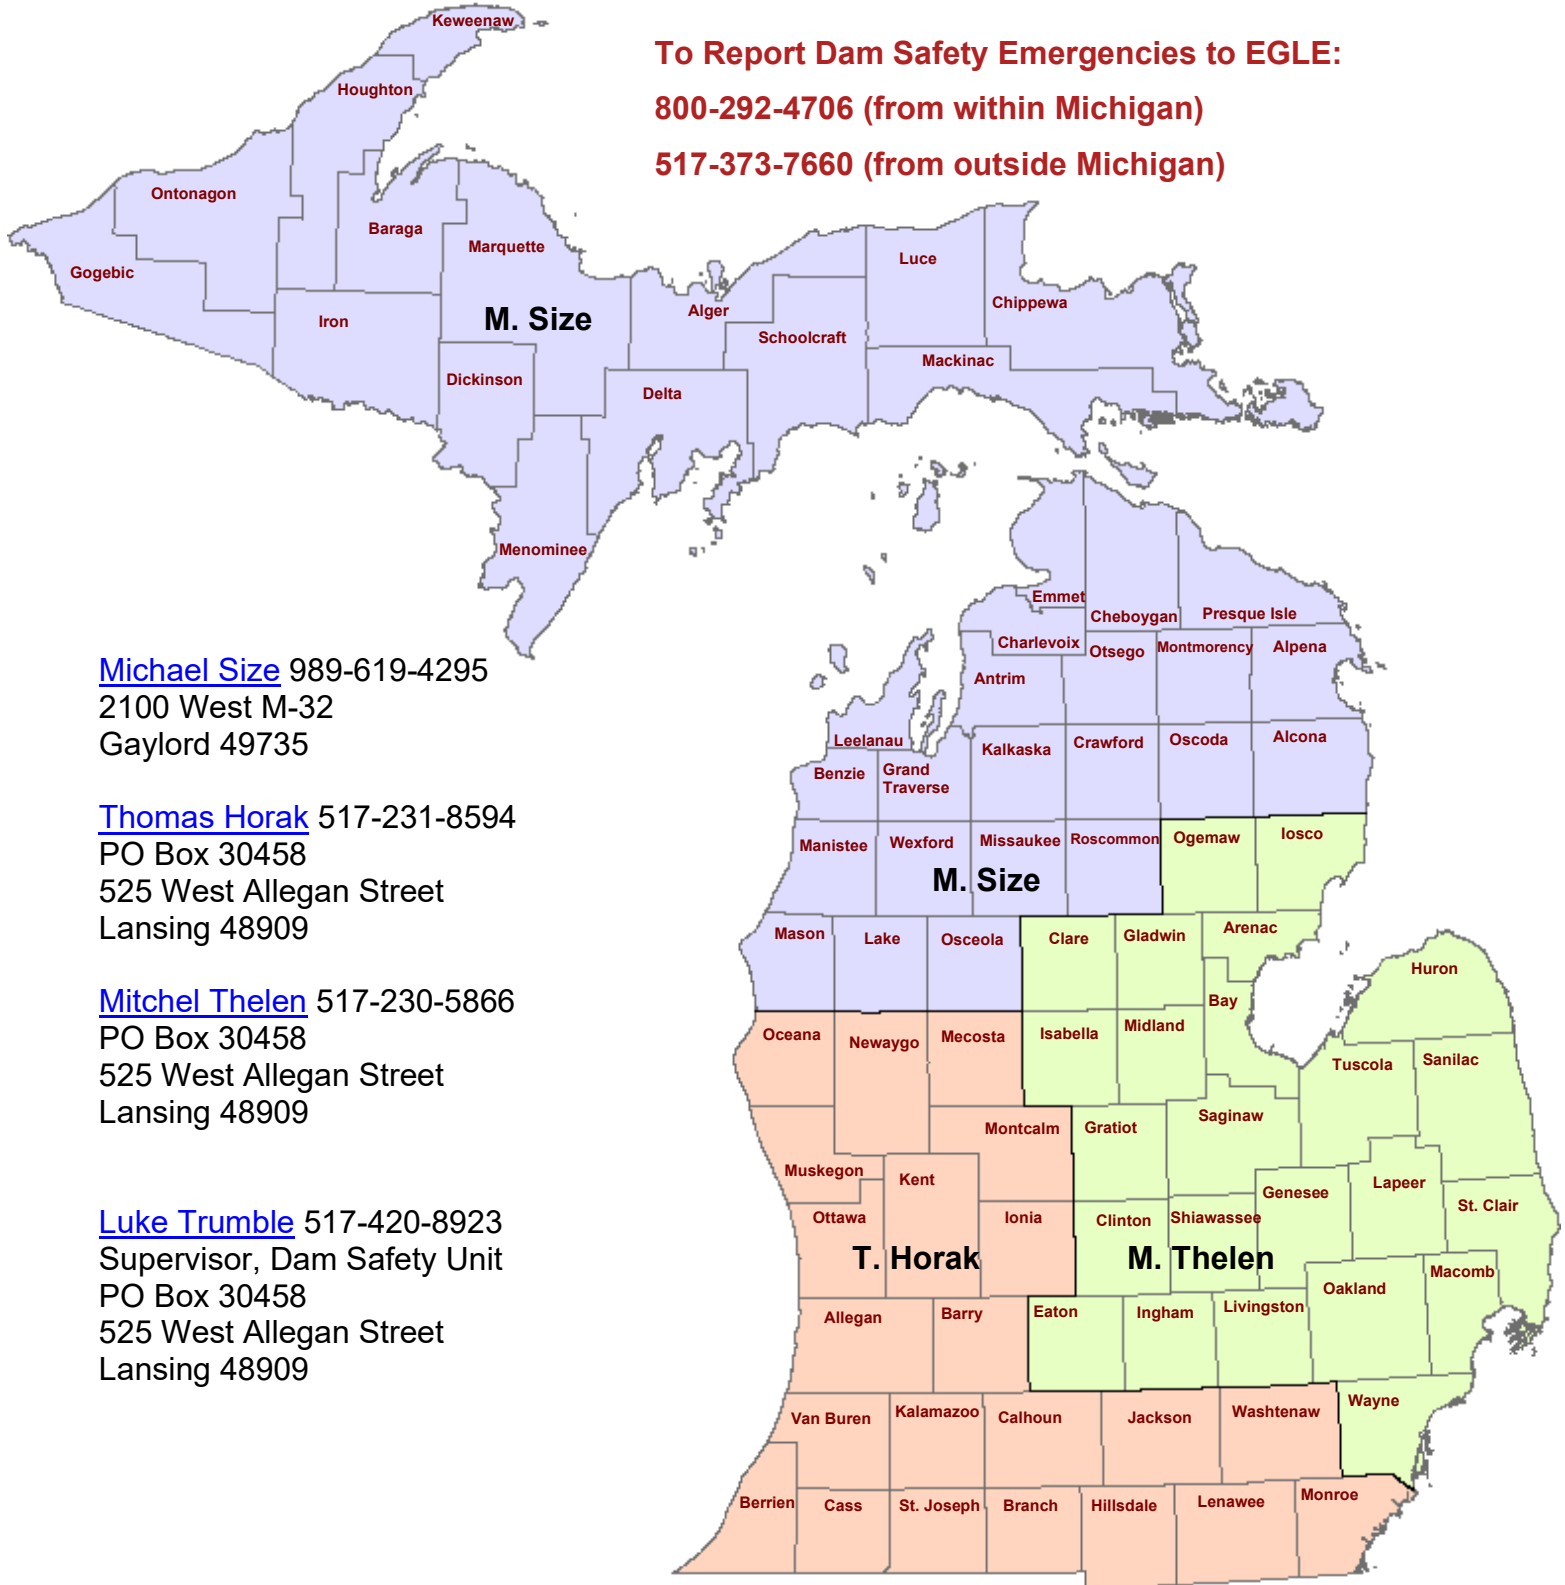 Keweenaw
To Report Dam Safety Emergencies to EGLE:
800-292-4706 (from within Michigan)
517-373-7660 (from outside Michigan)
Houghton
Ontonagon
Baraga
Marquette
Gogebic
Luce
Chippewa
Alger
Iron
M. Size
Schoolcraft
Mackinac
Dickinson
Delta
Menominee
Emmet
Cheboygan
Presque Isle
Charlevoix
Otsego
Montmorency
Alpena
Antrim
Michael Size 989-619-4295
2100 West M-32
Gaylord 49735
Leelanau
Kalkaska
Crawford
Oscoda
Alcona
Benzie
Grand
Traverse
Thomas Horak 517-231-8594
PO Box 30458
525 West Allegan Street
Lansing 48909
Manistee
Wexford
Missaukee
Roscommon
Ogemaw
Iosco
M. Size
Mason
Lake
Osceola
Clare
Gladwin
Arenac
Huron
Mitchel Thelen 517-230-5866
PO Box 30458
525 West Allegan Street
Lansing 48909
Bay
Oceana
Newaygo
Mecosta
Isabella
Midland
Tuscola
Sanilac
Montcalm
Gratiot
Saginaw
Muskegon
Kent
Genesee
Lapeer
St. Clair
Ottawa
Ionia
Clinton
Shiawassee
T. Horak
M. Thelen
Macomb
Oakland
Luke Trumble 517-420-8923
Supervisor, Dam Safety Unit
PO Box 30458
525 West Allegan Street
Lansing 48909
Allegan
Barry
Eaton
Ingham
Livingston
Wayne
Van Buren
Kalamazoo
Calhoun
Jackson
Washtenaw
Berrien
Cass
St. Joseph
Branch
Hillsdale
Lenawee
Monroe